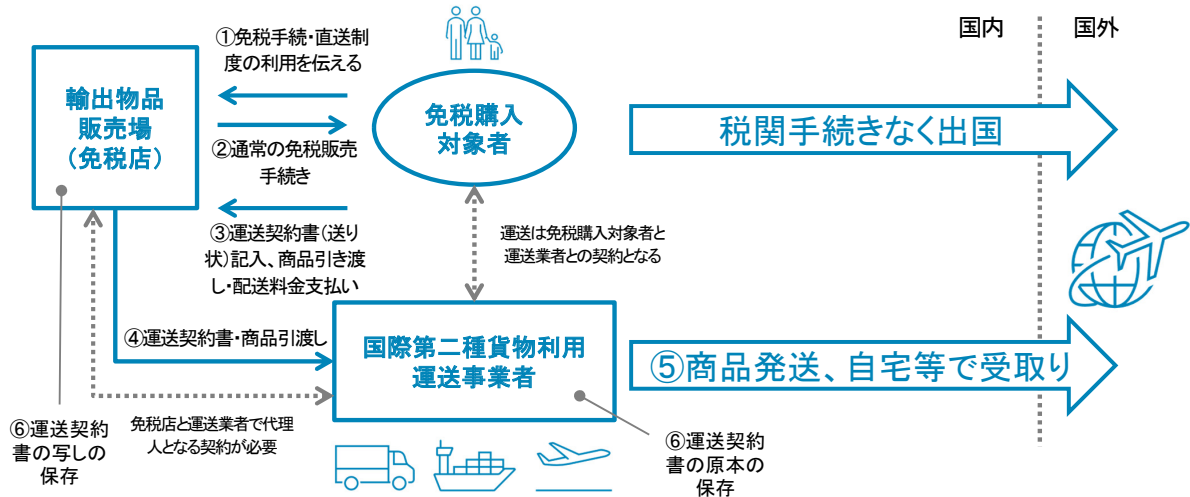 ①免税手続・直送制
度の利用を伝える
国内
国外
輸出物品
販売場
（免税店）
免税購入
対象者
税関手続きなく出国
②通常の免税販売
手続き
③運送契約書（送り
状）記入、商品引き渡
し・配送料金支払い
運送は免税購入対象者と
運送業者との契約となる
④運送契約書・商品引渡し
国際第二種貨物利用
運送事業者
⑤商品発送、自宅等で受取り
⑥運送契約
書の写しの
保存
免税店と運送業者で代理
人となる契約が必要
⑥運送契約
書の原本の
保存